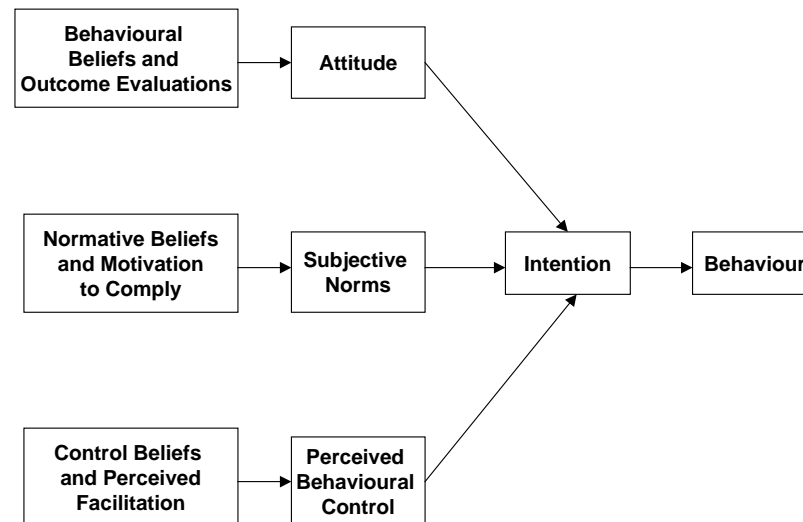 Behavioural
Beliefs and
Outcome Evaluations
Attitude
Normative Beliefs
and Motivation
to Comply
Subjective
Norms
Intention
Behaviour
Control Beliefs
and Perceived
Facilitation
Perceived
Behavioural
Control